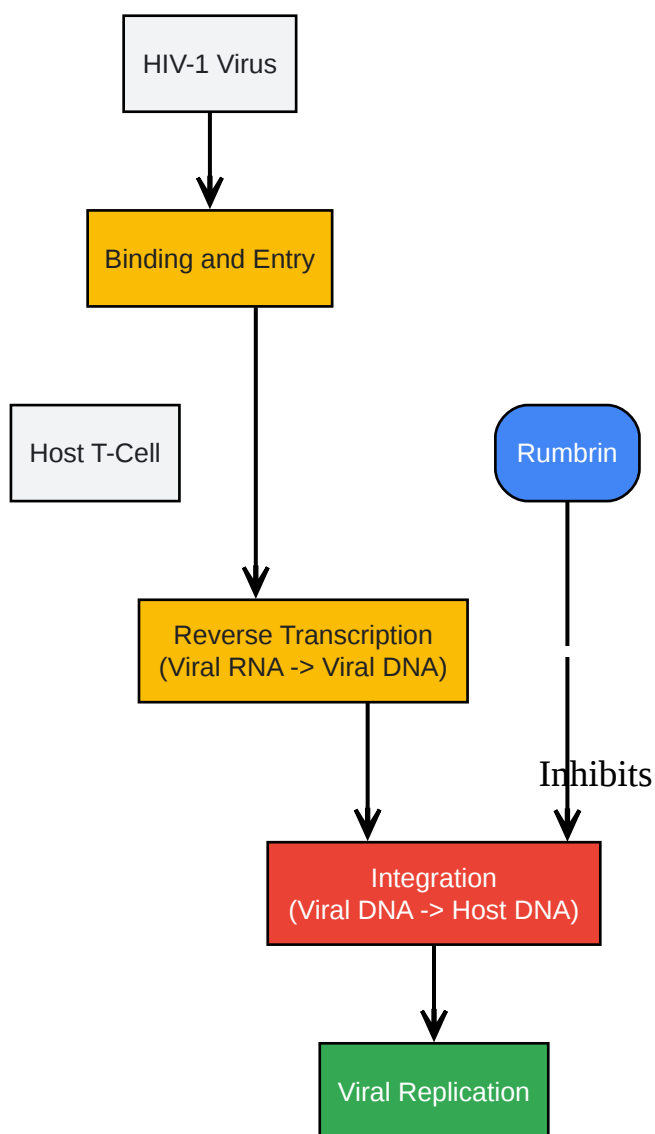 HIV-1 Virus
Binding and Entry
Host T-Cell
Rumbrin
Reverse Transcription
(Viral RNA -> Viral DNA)
Inhibits
Integration
(Viral DNA -> Host DNA)
Viral Replication